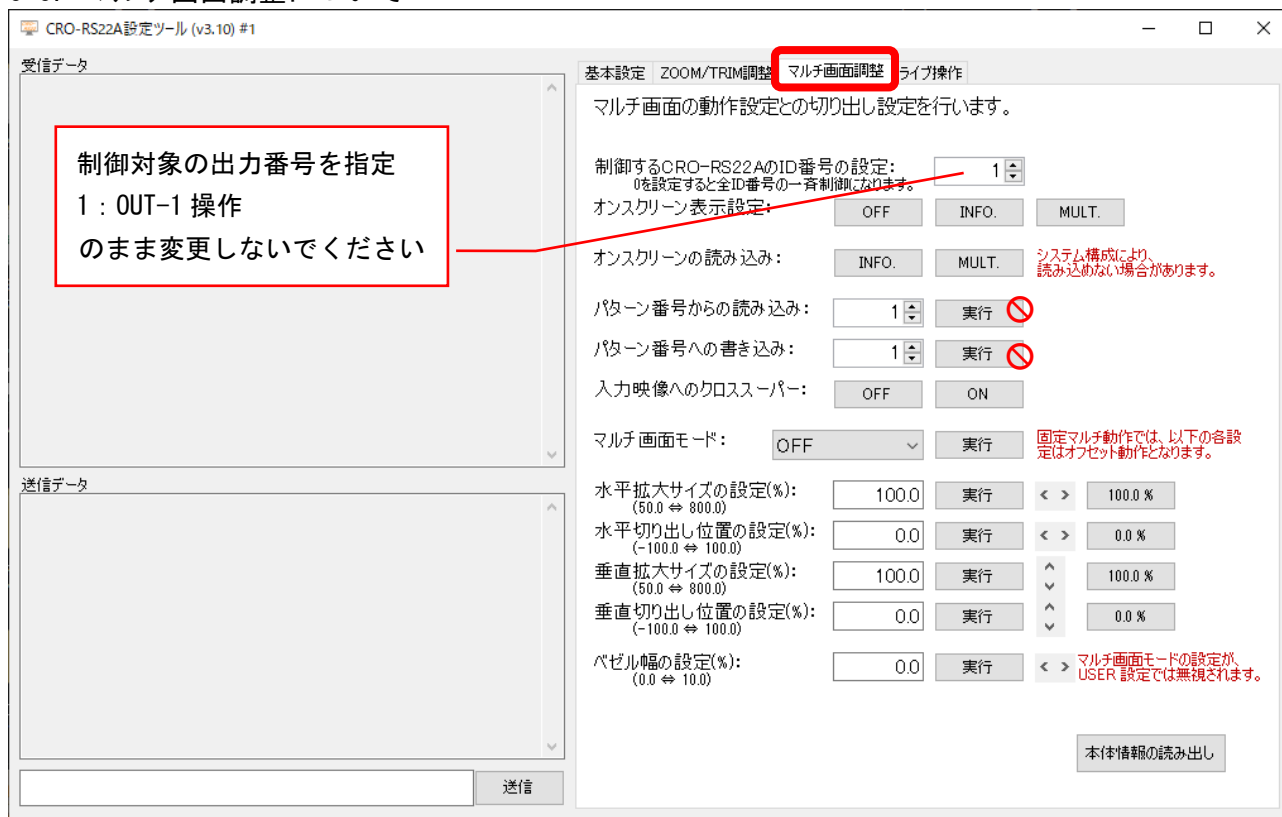 CRO-RS22A設定ツール (v3.10) #1
受信データ
制御対象の出力番号を指定
1：OUT-1 操作
のまま変更しないでください
送信データ
送信
基本設定 ZOOM/TRIM調整 マルチ画面調整 ライブ操作
マルチ画面の動作設定との切り出し設定を行います。
制御するCRO-RS22AのID番号の設定: 1
0を設定すると全ID番号の一斉制御になります。
オンスクリーン表示設定: OFF INFO. MULT.
オンスクリーンの読み込み: INFO. MULT. システム構成により、
読み込めない場合があります。
パターン番号からの読み込み: 1 実行
パターン番号への書き込み: 1 実行
入力映像へのクロススーパー: OFF ON
マルチ画面モード: OFF 実行 固定マルチ動作では、以下の各設
定はオフセット動作となります。
水平拡大サイズの設定(%): 100.0 実行 < > 100.0 %
(50.0 ⇔ 800.0)
水平切り出し位置の設定(%): 0.0 実行 < > 0.0 %
(-100.0 ⇔ 100.0)
垂直拡大サイズの設定(%): 100.0 実行 100.0 %
(50.0 ⇔ 800.0)
垂直切り出し位置の設定(%): 0.0 実行 0.0 %
(-100.0 ⇔ 100.0)
ベゼル幅の設定(%): 0.0 実行 < > マルチ画面モードの設定が、
(0.0 ⇔ 10.0) USER 設定では無視されます。
本体情報の読み出し